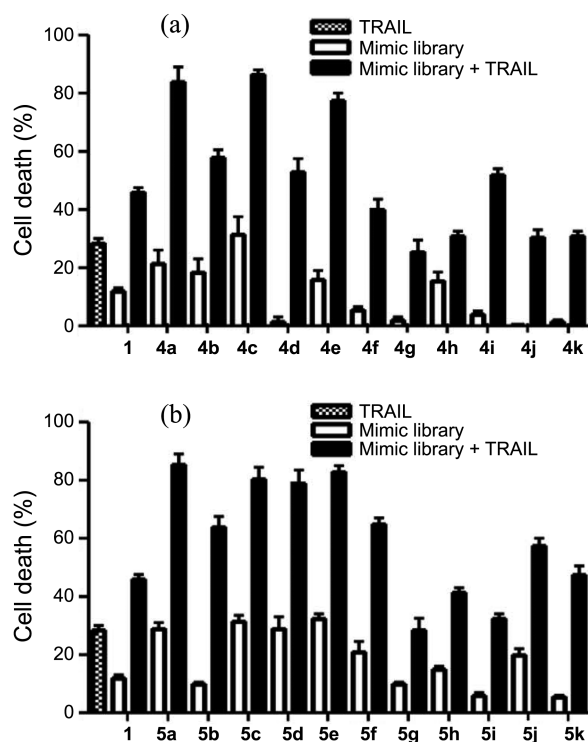 (a)
TRAIL
Mimic library
Mimic library + TRAIL
Cell death (%)
100
80
60
40
20
0
1 4a 4b 4c 4d 4e 4f 4g 4h 4i 4j 4k
(b)
TRAIL
Mimic library
Mimic library + TRAIL
Cell death (%)
100
80
60
40
20
0
1 5a 5b 5c 5d 5e 5f 5g 5h 5i 5j 5k